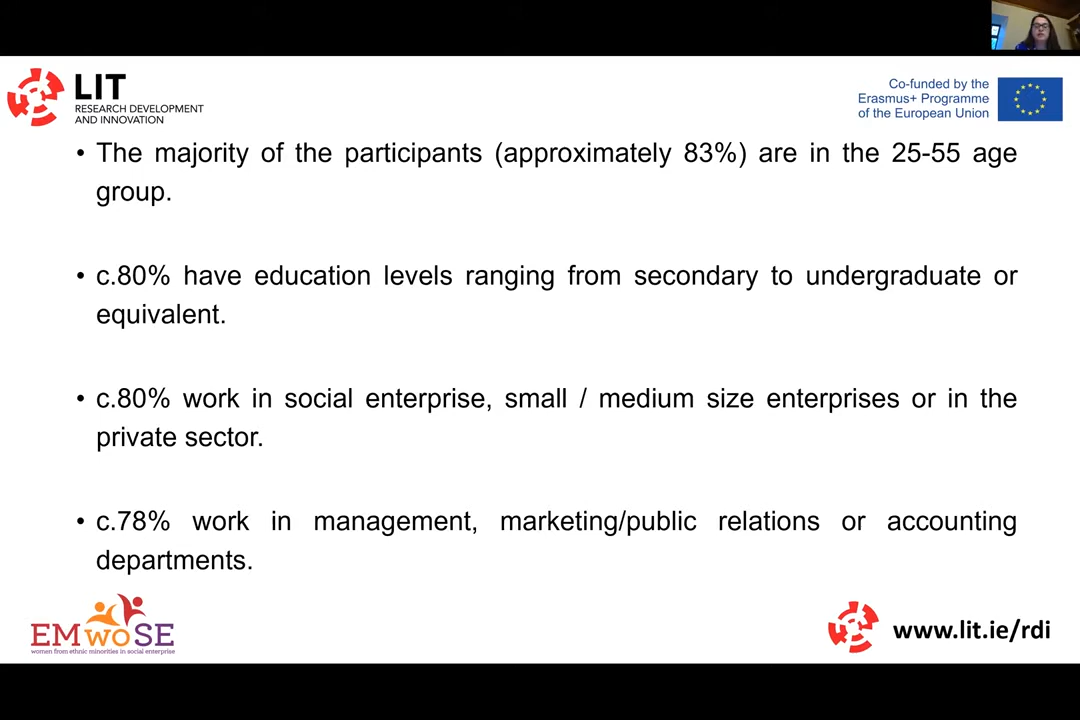 LIT
RESEARCH DEVELOPMENT
AND INNOVATION
Co-funded by the
Erasmus+ Programme
of the European Union
• The majority of the participants (approximately 83%) are in the 25-55 age
group.
• c.80% have education levels ranging from secondary to undergraduate or
equivalent.
• c.80% work in social enterprise, small / medium size enterprises or in the
private sector.
• c.78% work in management, marketing/public relations or accounting
departments.
EMWOSE
women from ethnic minorities in social enterprise
www.lit.ie/rdi